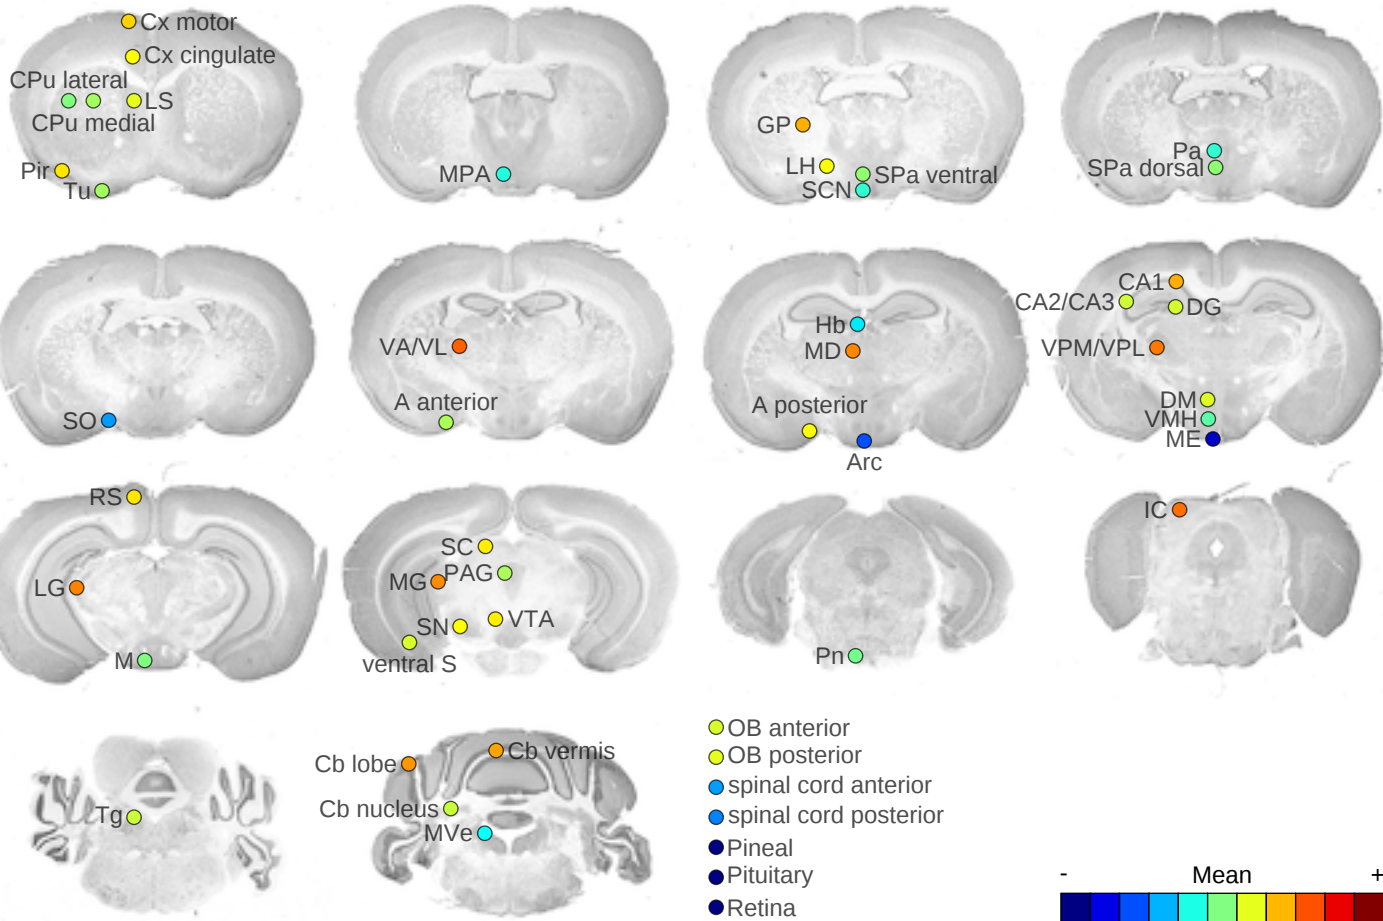 Cx motor
Cx cingulate
CPu lateral
LS
CPu medial
Pir
Tu
MPA
GP
LH
SPa ventral
SCN
Pa
SPa dorsal
SO
VA/VL
A anterior
Hb
MD
A posterior
Arc
CA1
CA2/CA3
DG
VPM/VPL
DM
VMH
ME
RS
LG
M
SC
MG
PAG
SN
VTA
ventral S
Pn
IC
Tg
Cb lobe
Cb vermis
Cb nucleus
MVe
OB anterior
OB posterior
spinal cord anterior
spinal cord posterior
Pineal
Pituitary
Retina
- Mean +